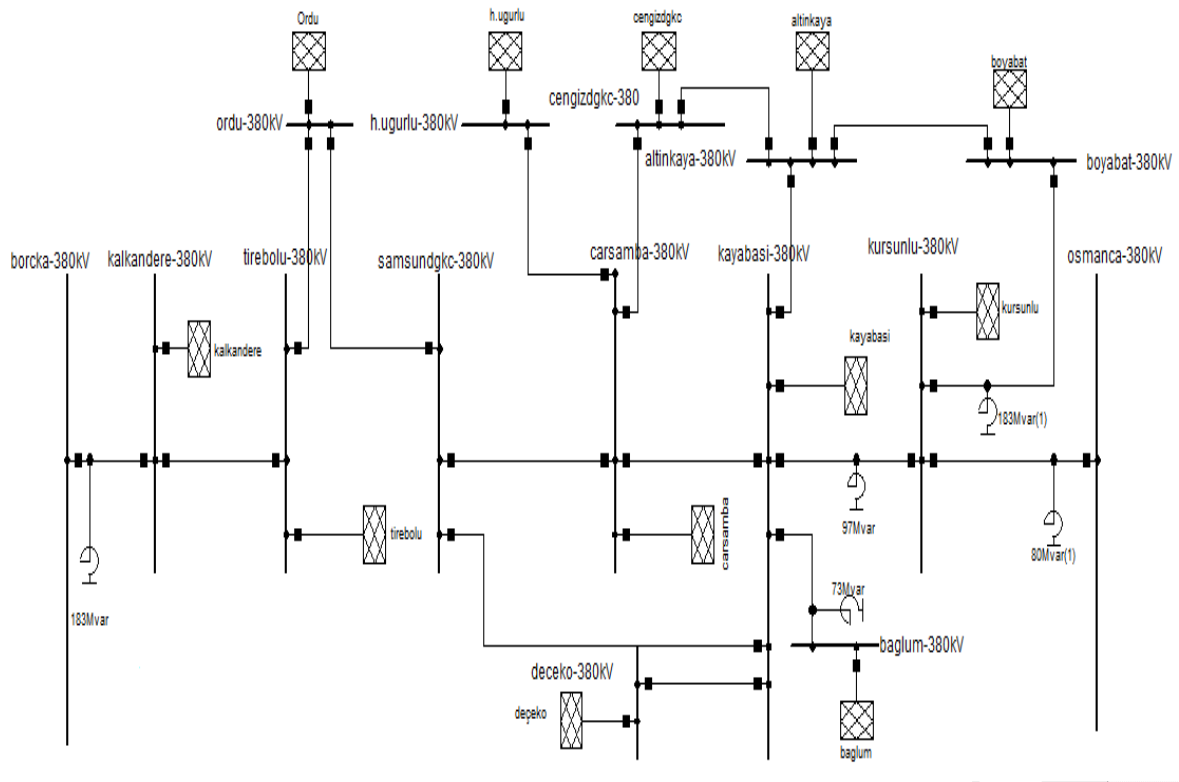 Ordu
h.ugurlu
cengizdgkc
altinkaya
boyabat
ordu-380kV
h.ugurlu-380kV
cengizdgkc-380
altinkaya-380kV
boyabat-380kV
borcka-380kV
kalkandere-380kV
tirebolu-380kV
samsundgkc-380kV
carsamba-380kV
kayabasi-380kV
kursunlu-380kV
osmanca-380kV
kalkandere
kayabasi
kursunlu
183Mvar(1)
tirebolu
carsamba
97Mvar
80Mvar(1)
183Mvar
73Mvar
baglum-380kV
deceko-380kV
depeko
baglum